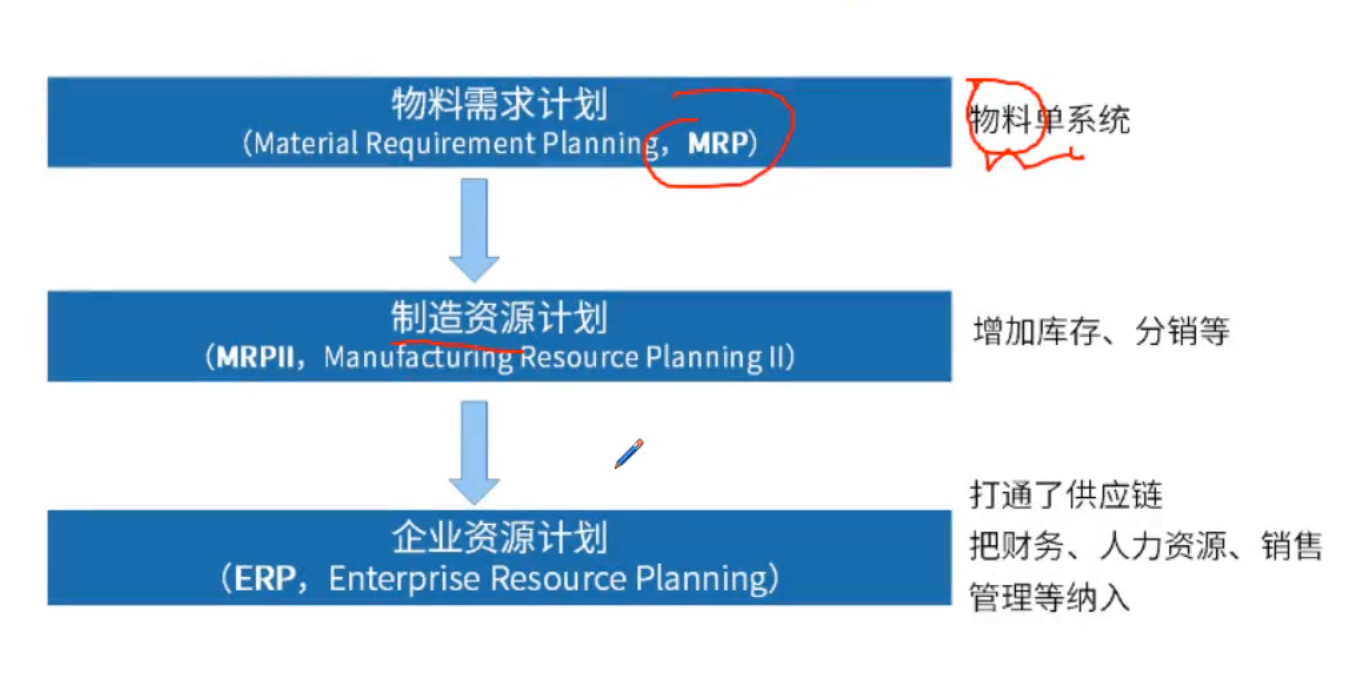 物料需求计划
（Material Requirement Planning，MRP）
物料单系统
制造资源计划
（MRPII，Manufacturing Resource Planning II）
增加库存、分销等
企业资源计划
（ERP，Enterprise Resource Planning）
打通了供应链
把财务、人力资源、销售
管理等纳入